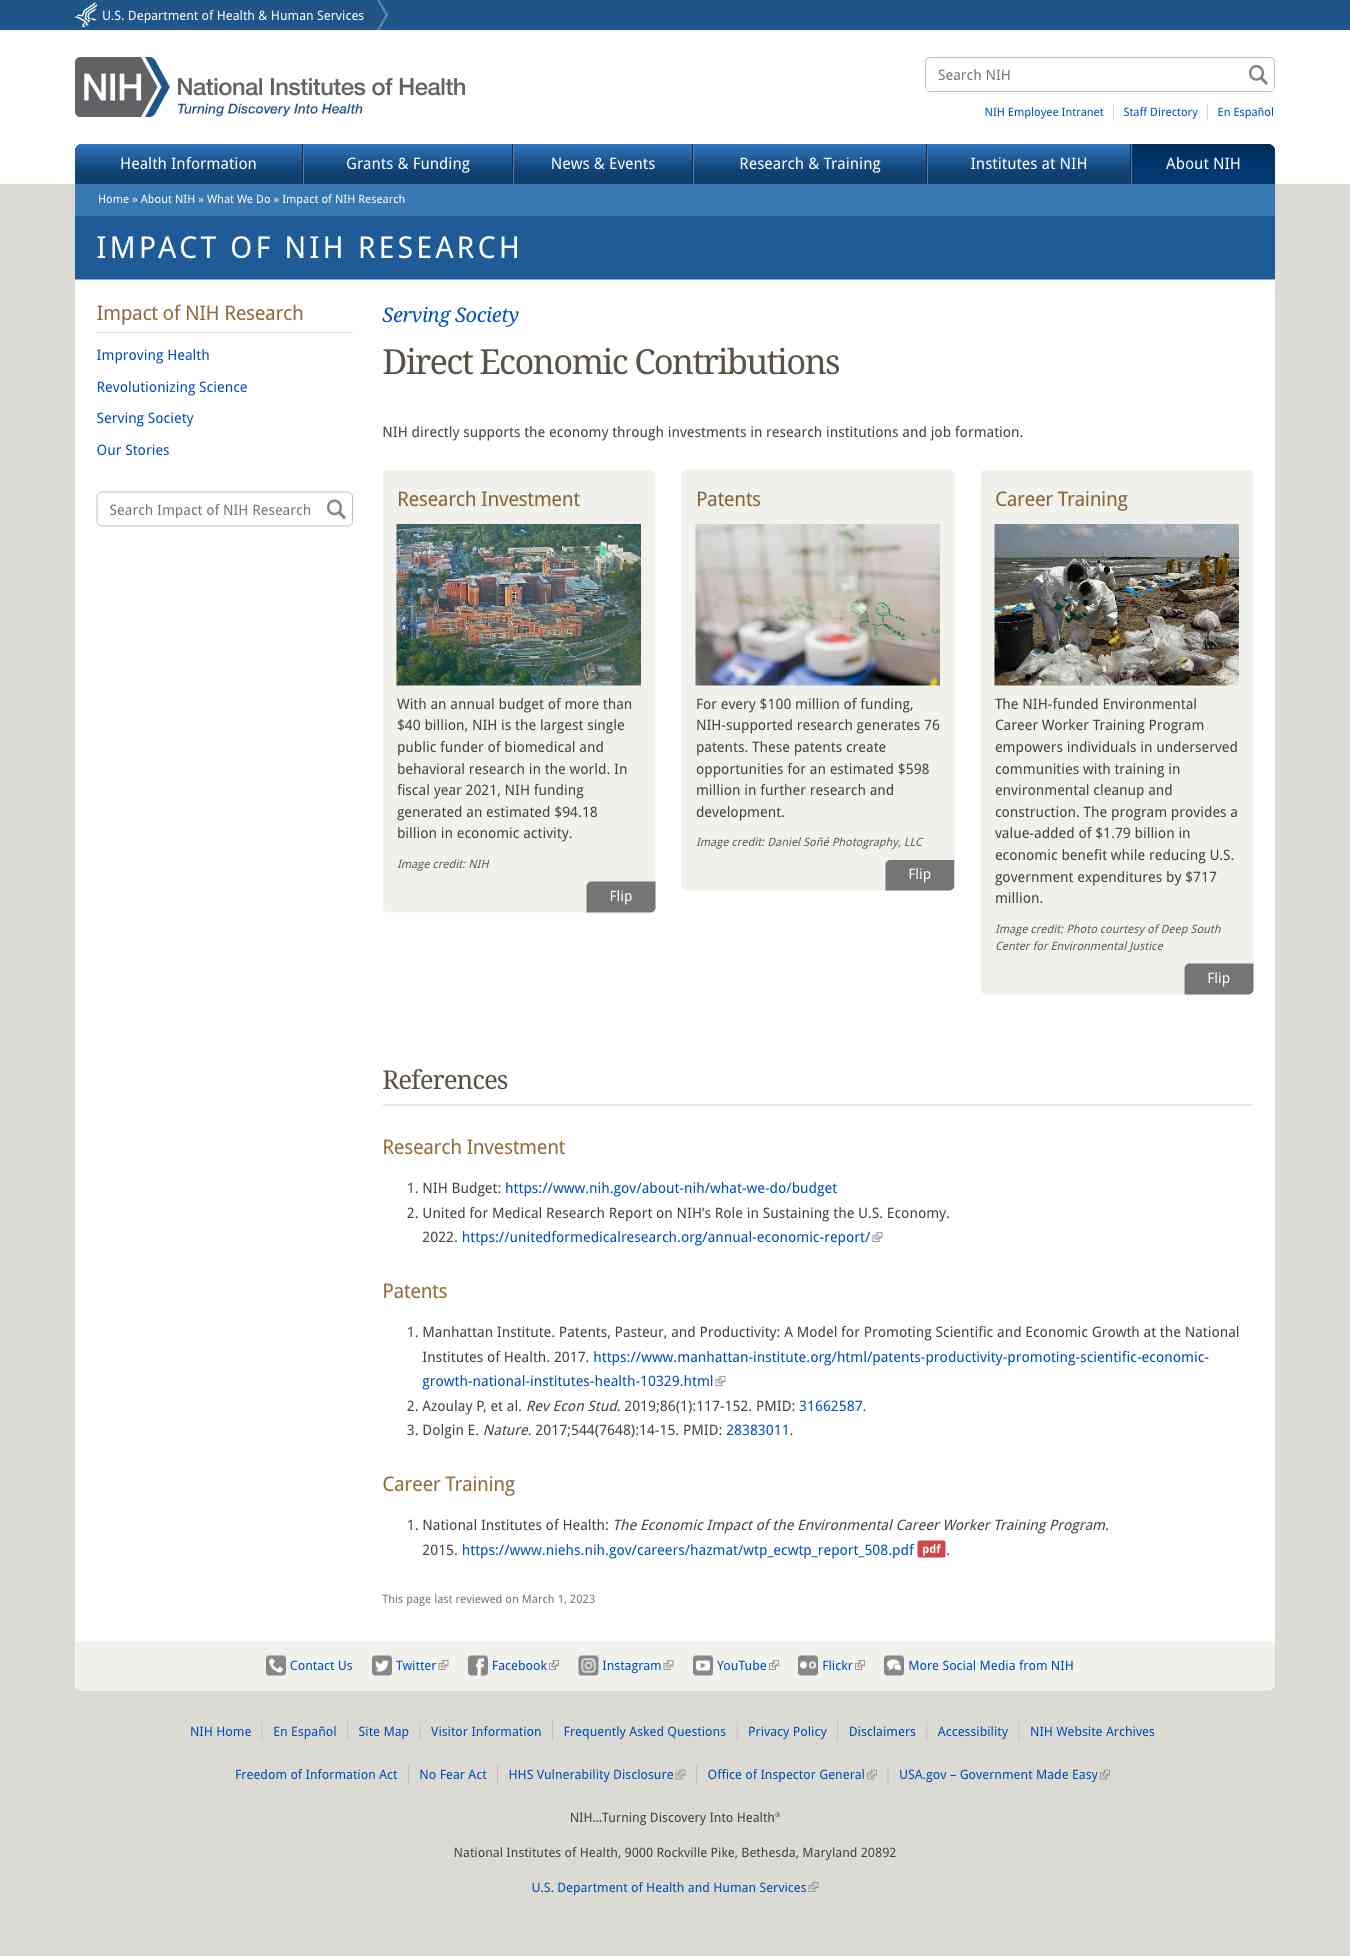 U.S. Department of Health & Human Services
NIH National Institutes of Health
Turning Discovery Into Health
Search NIH
NIH Employee Intranet
Staff Directory
En Español
Health Information
Grants & Funding
News & Events
Research & Training
Institutes at NIH
About NIH
Home » About NIH » What We Do » Impact of NIH Research
IMPACT OF NIH RESEARCH
Impact of NIH Research
Improving Health
Revolutionizing Science
Serving Society
Our Stories
Search Impact of NIH Research
Serving Society
Direct Economic Contributions
NIH directly supports the economy through investments in research institutions and job formation.
Research Investment
With an annual budget of more than
$40 billion, NIH is the largest single
public funder of biomedical and
behavioral research in the world. In
fiscal year 2021, NIH funding
generated an estimated $94.18
billion in economic activity.
Image credit: NIH
Flip
Patents
For every $100 million of funding,
NIH-supported research generates 76
patents. These patents create
opportunities for an estimated $598
million in further research and
development.
Image credit: Daniel Soñé Photography, LLC
Flip
Career Training
The NIH-funded Environmental
Career Worker Training Program
empowers individuals in underserved
communities with training in
environmental cleanup and
construction. The program provides a
value-added of $1.79 billion in
economic benefit while reducing U.S.
government expenditures by $717
million.
Image credit: Photo courtesy of Deep South
Center for Environmental Justice
Flip
References
Research Investment
1. NIH Budget: https://www.nih.gov/about-nih/what-we-do/budget
2. United for Medical Research Report on NIH's Role in Sustaining the U.S. Economy.
2022. https://unitedformedicalresearch.org/annual-economic-report/
Patents
1. Manhattan Institute. Patents, Pasteur, and Productivity: A Model for Promoting Scientific and Economic Growth at the National
Institutes of Health. 2017. https://www.manhattan-institute.org/html/patents-productivity-promoting-scientific-economic-
growth-national-institutes-health-10329.html
2. Azoulay P, et al. Rev Econ Stud. 2019;86(1):117-152. PMID: 31662587.
3. Dolgin E. Nature. 2017;544(7648):14-15. PMID: 28383011.
Career Training
1. National Institutes of Health: The Economic Impact of the Environmental Career Worker Training Program.
2015. https://www.niehs.nih.gov/careers/hazmat/wtp_ecwtp_report_508.pdf pdf.
This page last reviewed on March 1, 2023
Contact Us
Twitter
Facebook
Instagram
YouTube
Flickr
More Social Media from NIH
NIH Home
En Español
Site Map
Visitor Information
Frequently Asked Questions
Privacy Policy
Disclaimers
Accessibility
NIH Website Archives
Freedom of Information Act
No Fear Act
HHS Vulnerability Disclosure
Office of Inspector General
USA.gov – Government Made Easy
NIH…Turning Discovery Into Health®
National Institutes of Health, 9000 Rockville Pike, Bethesda, Maryland 20892
U.S. Department of Health and Human Services